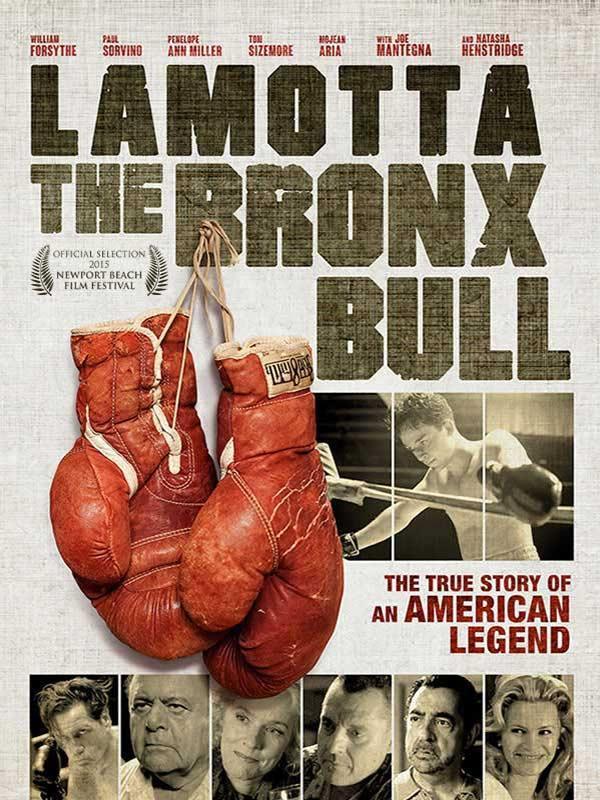 WILLIAM FORSYTHE
PAUL SORVINO
PENELOPE ANN MILLER
TOM SIZEMORE
MOJEAN ARIA
WITH JOE MANTEGNA
AND NATASHA HENSTRIDGE
LAMOTTA
THE BRONX
BULL
OFFICIAL SELECTION
2015
NEWPORT BEACH
FILM FESTIVAL
THE TRUE STORY OF
AN AMERICAN
LEGEND